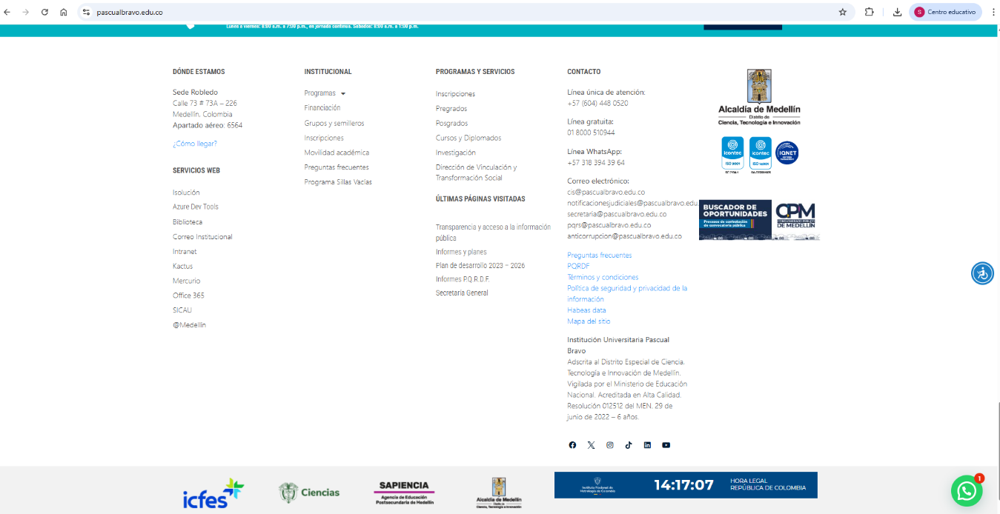 pascualbravo.edu.co
S Centro educativo
Lunes a viernes: 8:00 a.m. a 7:00 p.m., en jornada continua. Sábados: 8:00 a.m. a 1:00 p.m.
DÓNDE ESTAMOS
Sede Robledo
Calle 73 # 73A – 226
Medellín, Colombia
Apartado aéreo: 6564
¿Cómo llegar?
SERVICIOS WEB
Isolución
Azure Dev Tools
Biblioteca
Correo Institucional
Intranet
Kactus
Mercurio
Office 365
SICAU
@Medellín
INSTITUCIONAL
Programas
Financiación
Grupos y semilleros
Inscripciones
Movilidad académica
Preguntas frecuentes
Programa Sillas Vacías
PROGRAMAS Y SERVICIOS
Inscripciones
Pregrados
Posgrados
Cursos y Diplomados
Investigación
Dirección de Vinculación y
Transformación Social
ÚLTIMAS PÁGINAS VISITADAS
Transparencia y acceso a la información
pública
Informes y planes
Plan de desarrollo 2023 – 2026
Informes P.Q.R.D.F.
Secretaría General
CONTACTO
Línea única de atención:
+57 (604) 448 0520
Línea gratuita:
01 8000 510944
Línea WhatsApp:
+57 318 394 39 64
Correo electrónico:
cis@pascualbravo.edu.co
notificacionesjudiciales@pascualbravo.edu.
secretaria@pascualbravo.edu.co
pqrs@pascualbravo.edu.co
anticorrupcion@pascualbravo.edu.co
Preguntas frecuentes
PQRDF
Términos y condiciones
Política de seguridad y privacidad de la
información
Habeas data
Mapa del sitio
Institución Universitaria Pascual
Bravo
Adscrita al Distrito Especial de Ciencia,
Tecnología e Innovación de Medellín.
Vigilada por el Ministerio de Educación
Nacional. Acreditada en Alta Calidad.
Resolución 012512 del MEN. 29 de
junio de 2022 – 6 años.
Alcaldía de Medellín
Distrito de
Ciencia, Tecnología e Innovación
icontec
ISO 9001
icontec
ISO 14001
IQNET
BUSCADOR DE
OPORTUNIDADES
Procesos de contratación
de convocatoria pública
CPM
CONGLOMERADO PÚBLICO
DE MEDELLÍN
icfes
Ciencias
SAPIENCIA
Agencia de Educación
Postsecundaria de Medellín
Alcaldía de Medellín
Distrito de
Ciencia, Tecnología e Innovación
Instituto Nacional de
Metrología de Colombia
14:17:07
HORA LEGAL
REPÚBLICA DE COLOMBIA
1